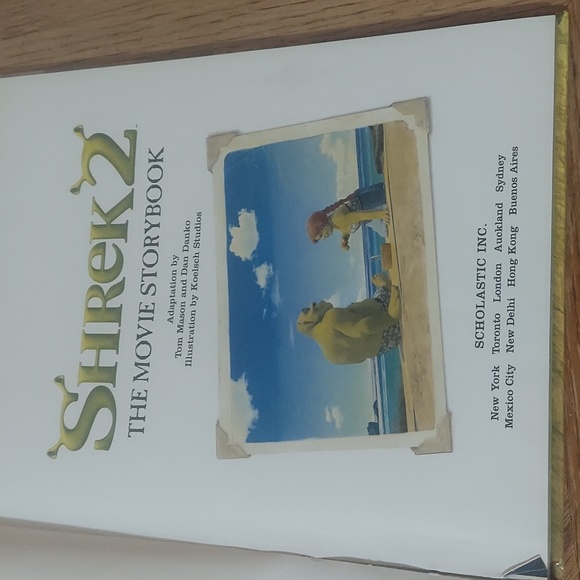 SHREK 2
THE MOVIE STORYBOOK
Adaptation by
Tom Mason and Dan Danko
Illustration by Koelsch Studios
SCHOLASTIC INC.
New York Toronto London Auckland Sydney
Mexico City New Delhi Hong Kong Buenos Aires